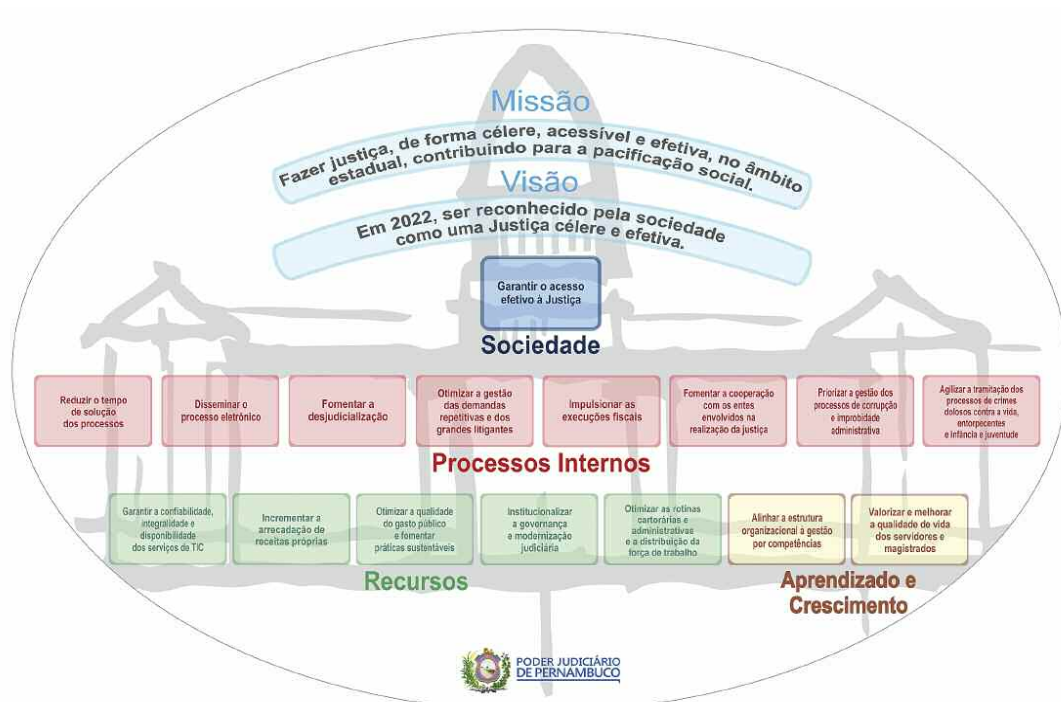 Missão
Fazer justiça, de forma célere, acessível e efetiva, no âmbito
estadual, contribuindo para a pacificação social.
Visão
Em 2022, ser reconhecido pela sociedade
como uma Justiça célere e efetiva.
Garantir o acesso
efetivo à Justiça
Sociedade
Reduzir o tempo
de solução
dos processos
Disseminar o
processo eletrônico
Fomentar a
desjudicialização
Otimizar a gestão
das demandas
repetitivas e dos
grandes litigantes
Impulsionar as
execuções fiscais
Fomentar a cooperação
com os entes
envolvidos na
realização da justiça
Priorizar a gestão dos
processos de corrupção
e improbidade
administrativa
Agilizar a tramitação dos
processos de crimes
dolosos contra a vida,
entorpecentes
e infância e juventude
Processos Internos
Garantir a confiabilidade,
integralidade e
disponibilidade
dos serviços de TIC
Incrementar a
arrecadação de
receitas próprias
Otimizar a qualidade
do gasto público
e fomentar
práticas sustentáveis
Institucionalizar
a governança
e modernização
judiciária
Otimizar as rotinas
cartorárias e
administrativas
e a distribuição da
força de trabalho
Alinhar a estrutura
organizacional à gestão
por competências
Valorizar e melhorar
a qualidade de vida
dos servidores e
magistrados
Recursos
Aprendizado e
Crescimento
PODER JUDICIÁRIO
DE PERNAMBUCO